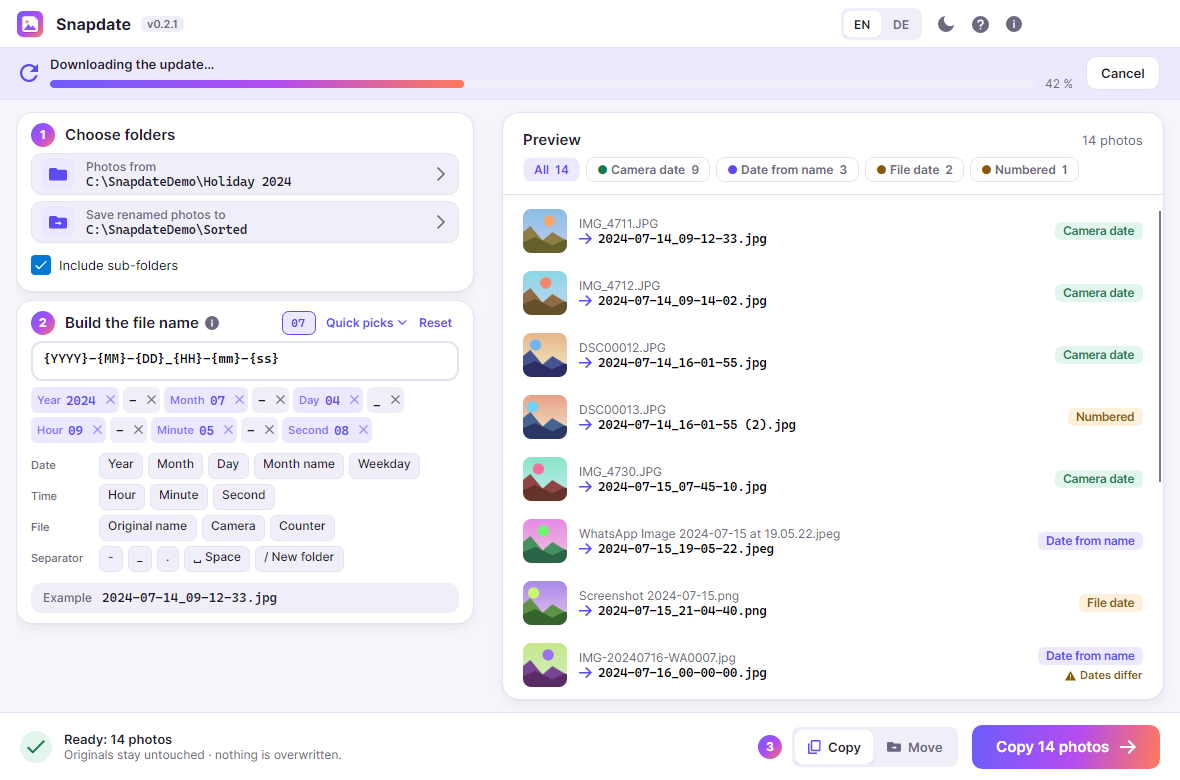 Snapdate v0.2.1
EN DE
Downloading the update...
42 %
Cancel
1 Choose folders
Photos from
C:\SnapdateDemo\Holiday 2024
Save renamed photos to
C:\SnapdateDemo\Sorted
Include sub-folders
2 Build the file name 07 Quick picks Reset
{YYYY}-{MM}-{DD}_{HH}-{mm}-{ss}
Year 2024 × - × Month 07 × - × Day 04 × _ ×
Hour 09 × - × Minute 05 × - × Second 08 ×
Date Year Month Day Month name Weekday
Time Hour Minute Second
File Original name Camera Counter
Separator - _ . ␣ Space / New folder
Example 2024-07-14_09-12-33.jpg
Preview 14 photos
All 14 Camera date 9 Date from name 3 File date 2 Numbered 1
IMG_4711.JPG
→ 2024-07-14_09-12-33.jpg
Camera date
IMG_4712.JPG
→ 2024-07-14_09-14-02.jpg
Camera date
DSC00012.JPG
→ 2024-07-14_16-01-55.jpg
Camera date
DSC00013.JPG
→ 2024-07-14_16-01-55 (2).jpg
Numbered
IMG_4730.JPG
→ 2024-07-15_07-45-10.jpg
Camera date
WhatsApp Image 2024-07-15 at 19.05.22.jpeg
→ 2024-07-15_19-05-22.jpeg
Date from name
Screenshot 2024-07-15.png
→ 2024-07-15_21-04-40.png
File date
IMG-20240716-WA0007.jpg
→ 2024-07-16_00-00-00.jpg
Date from name
Dates differ
Ready: 14 photos
Originals stay untouched · nothing is overwritten.
3 Copy Move
Copy 14 photos →